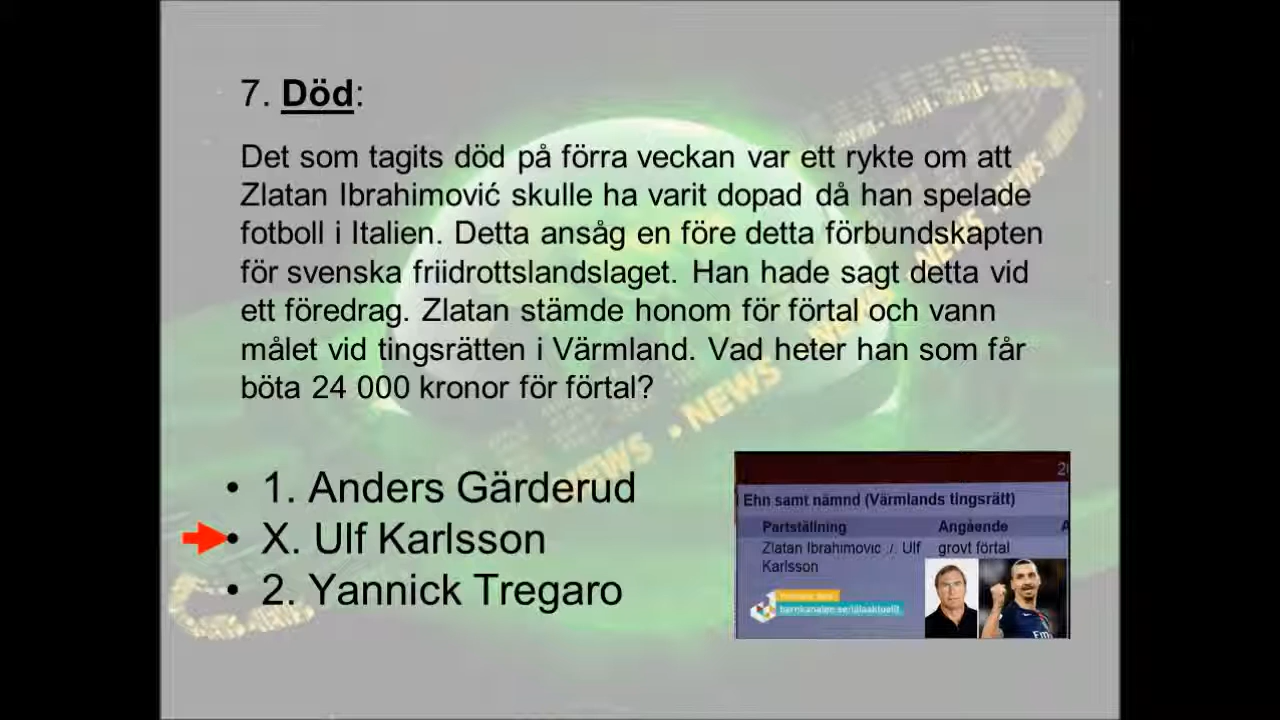 7. Död:
Det som tagits död på förra veckan var ett rykte om att
Zlatan Ibrahimović skulle ha varit dopad då han spelade
fotboll i Italien. Detta ansåg en före detta förbundskapten
för svenska friidrottslandslaget. Han hade sagt detta vid
ett föredrag. Zlatan stämde honom för förtal och vann
målet vid tingsrätten i Värmland. Vad heter han som får
böta 24 000 kronor för förtal?
• 1. Anders Gärderud
• X. Ulf Karlsson
• 2. Yannick Tregaro
Ehn samt nämnd (Värmlands tingsrätt)
Partställning Angående
Zlatan Ibrahimovic ./. Ulf grovt förtal
Karlsson
barnkanalen.se/lillaaktuellt
NEWS • NEWS • NEWS • NEWS